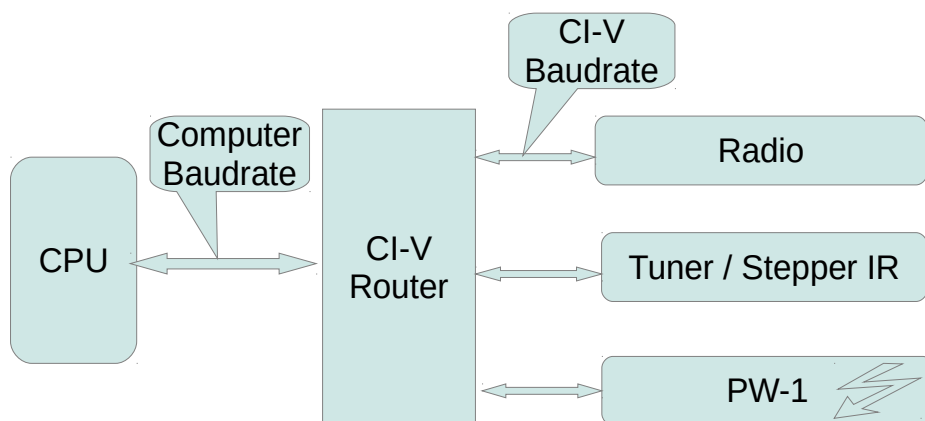 CI-V
Baudrate
Computer
Baudrate
Radio
CPU
CI-V
Router
Tuner / Stepper IR
PW-1